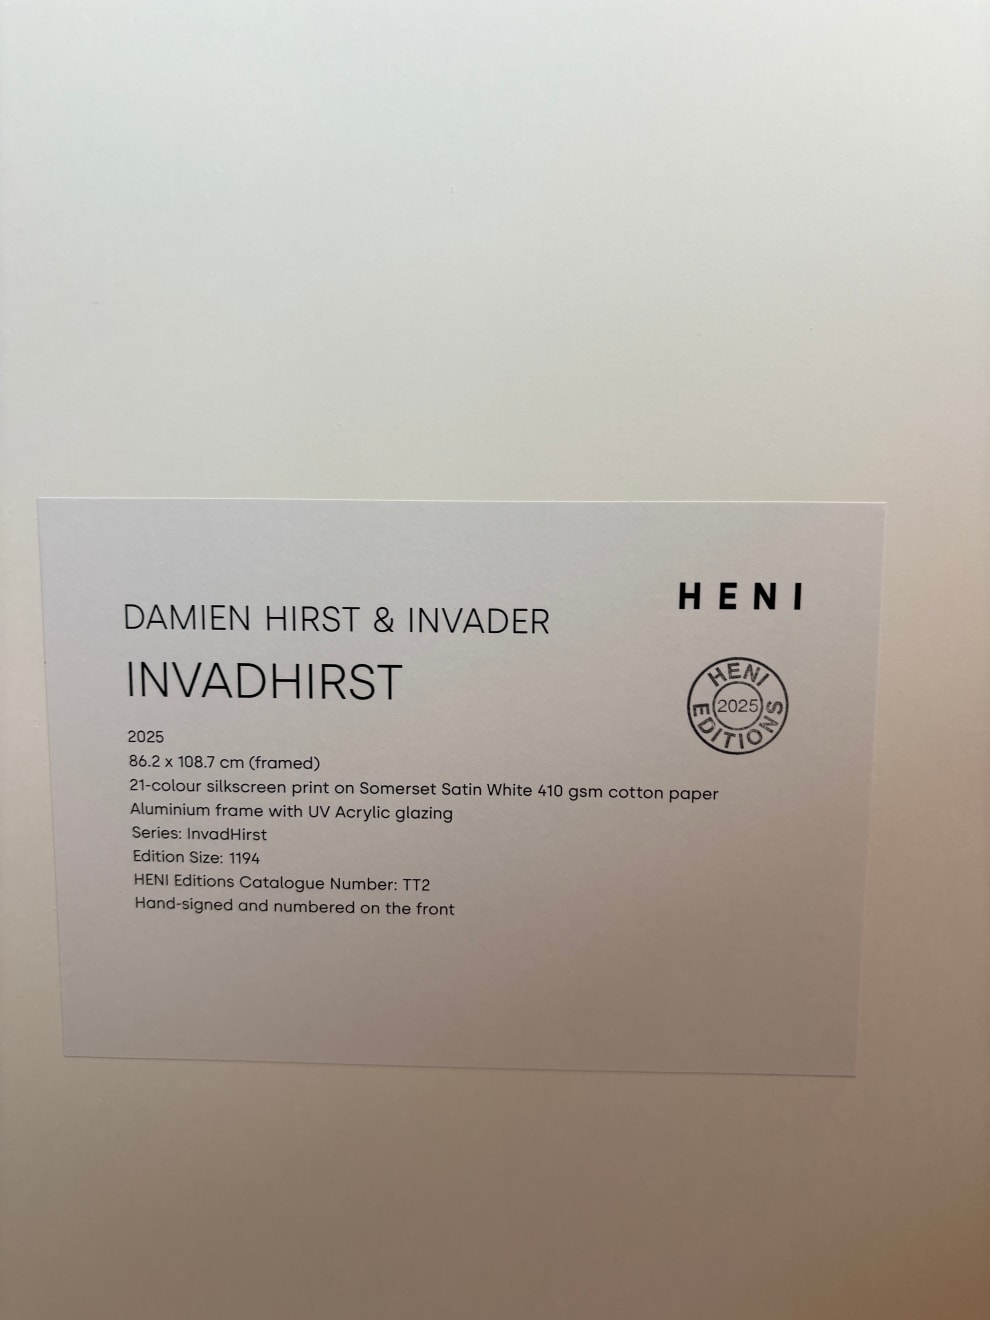 HENI
DAMIEN HIRST & INVADER
INVADHIRST
HENI
2025
EDITIONS
2025
86.2 x 108.7 cm (framed)
21-colour silkscreen print on Somerset Satin White 410 gsm cotton paper
Aluminium frame with UV Acrylic glazing
Series: InvadHirst
Edition Size: 1194
HENI Editions Catalogue Number: TT2
Hand-signed and numbered on the front